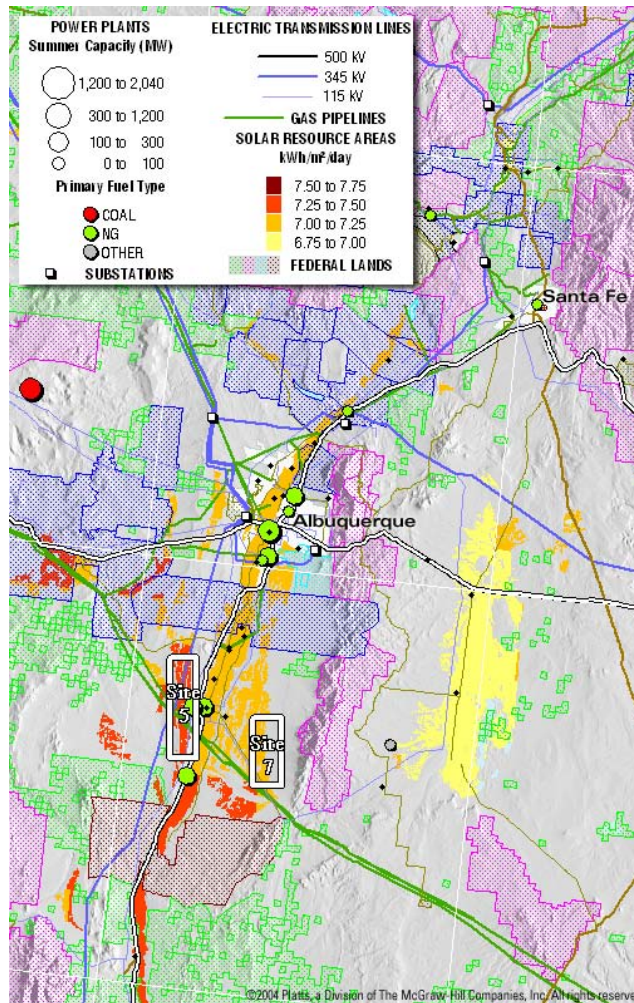 POWER PLANTS
Summer Capacity (MW)
1,200 to 2,040
300 to 1,200
100 to 300
0 to 100
Primary Fuel Type
COAL
NG
OTHER
SUBSTATIONS
ELECTRIC TRANSMISSION LINES
500 kV
345 kV
115 kV
GAS PIPELINES
SOLAR RESOURCE AREAS
kWh/m²/day
7.50 to 7.75
7.25 to 7.50
7.00 to 7.25
6.75 to 7.00
FEDERAL LANDS
Santa Fe
Albuquerque
Site
5
Site
7
©2004 Platts, a Division of The McGraw-Hill Companies, Inc. All rights reserve